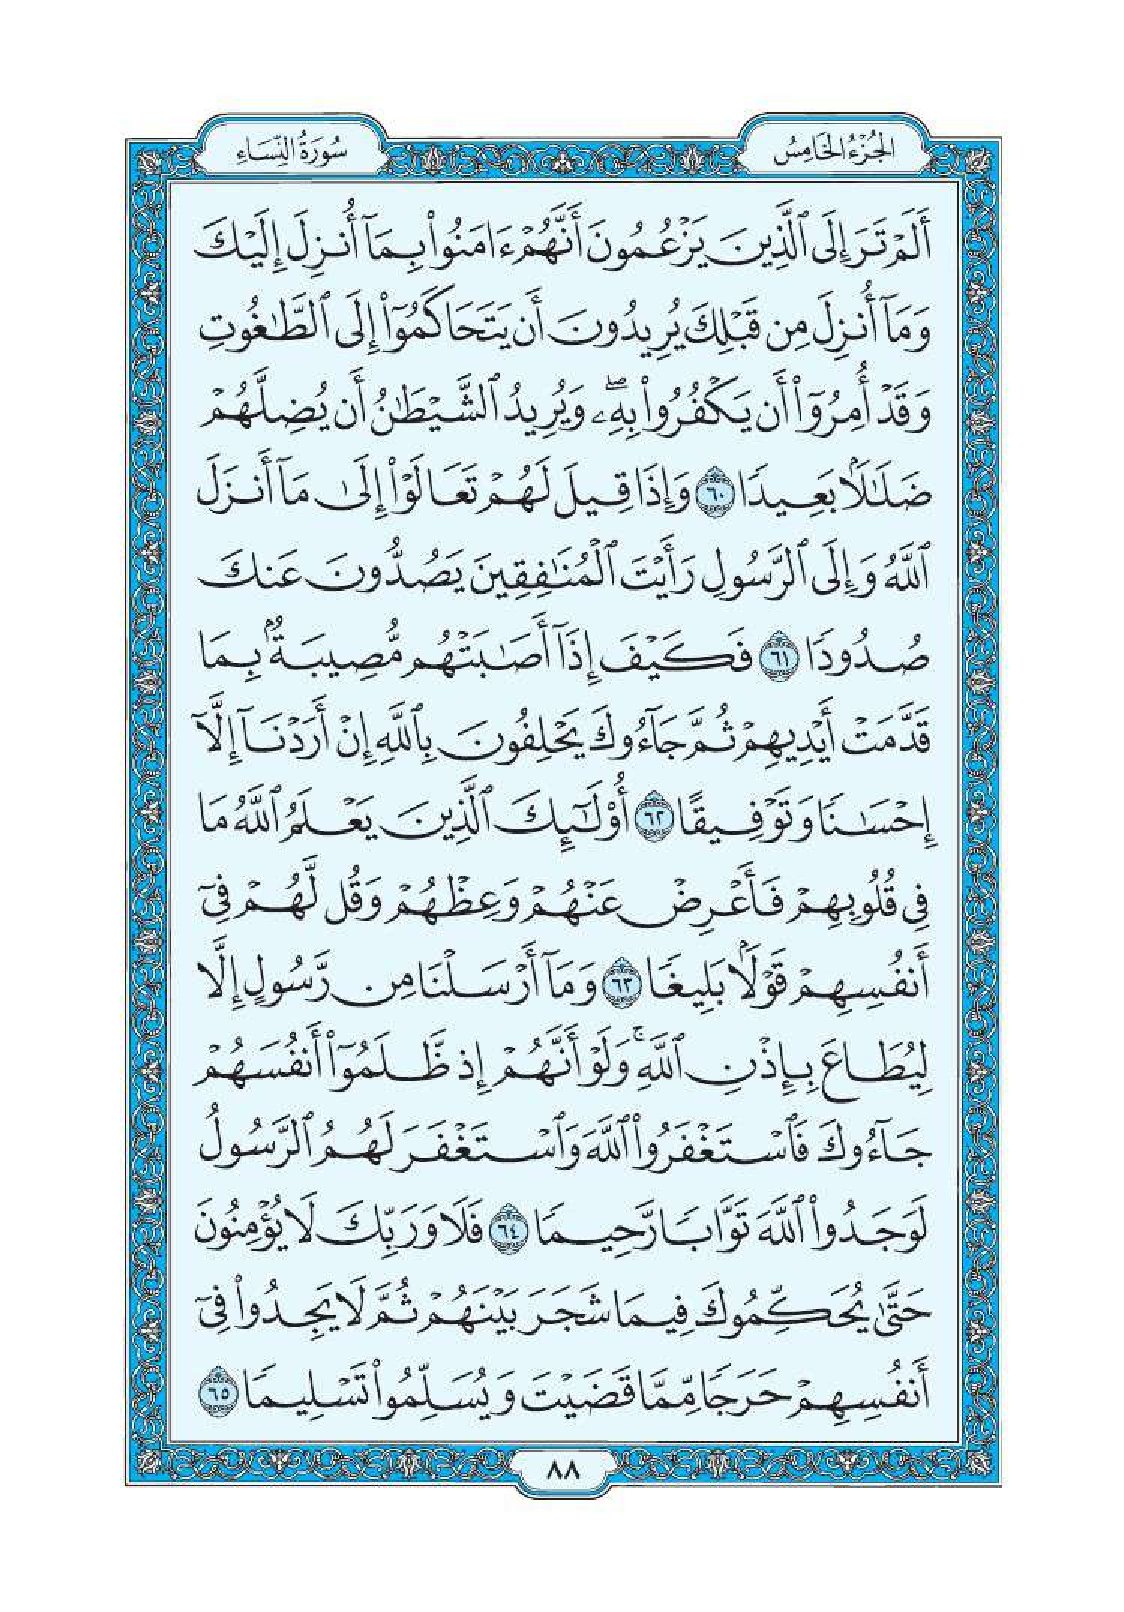 الجُزْءُ الخَامِسُ
سُورَةُ النِّسَاءِ
أَلَمْ تَرَ إِلَى ٱلَّذِينَ يَزْعُمُونَ أَنَّهُمْ ءَامَنُوا۟ بِمَآ أُنزِلَ إِلَيْكَ
وَمَآ أُنزِلَ مِن قَبْلِكَ يُرِيدُونَ أَن يَتَحَاكَمُوٓا۟ إِلَى ٱلطَّـٰغُوتِ
وَقَدْ أُمِرُوٓا۟ أَن يَكْفُرُوا۟ بِهِۦۖ وَيُرِيدُ ٱلشَّيْطَـٰنُ أَن يُضِلَّهُمْ
ضَلَـٰلًۢا بَعِيدًا ٦٠ وَإِذَا قِيلَ لَهُمْ تَعَالَوْا۟ إِلَىٰ مَآ أَنزَلَ
ٱللَّهُ وَإِلَى ٱلرَّسُولِ رَأَيْتَ ٱلْمُنَـٰفِقِينَ يَصُدُّونَ عَنكَ
صُدُودًا ٦١ فَكَيْفَ إِذَآ أَصَـٰبَتْهُم مُّصِيبَةٌۢ بِمَا
قَدَّمَتْ أَيْدِيهِمْ ثُمَّ جَآءُوكَ يَحْلِفُونَ بِٱللَّهِ إِنْ أَرَدْنَآ إِلَّآ
إِحْسَـٰنًا وَتَوْفِيقًا ٦٢ أُو۟لَـٰٓئِكَ ٱلَّذِينَ يَعْلَمُ ٱللَّهُ مَا
فِى قُلُوبِهِمْ فَأَعْرِضْ عَنْهُمْ وَعِظْهُمْ وَقُل لَّهُمْ فِىٓ
أَنفُسِهِمْ قَوْلًۢا بَلِيغًا ٦٣ وَمَآ أَرْسَلْنَا مِن رَّسُولٍ إِلَّا
لِيُطَاعَ بِإِذْنِ ٱللَّهِۚ وَلَوْ أَنَّهُمْ إِذ ظَّلَمُوٓا۟ أَنفُسَهُمْ
جَآءُوكَ فَٱسْتَغْفَرُوا۟ ٱللَّهَ وَٱسْتَغْفَرَ لَهُمُ ٱلرَّسُولُ
لَوَجَدُوا۟ ٱللَّهَ تَوَّابًا رَّحِيمًا ٦٤ فَلَا وَرَبِّكَ لَا يُؤْمِنُونَ
حَتَّىٰ يُحَكِّمُوكَ فِيمَا شَجَرَ بَيْنَهُمْ ثُمَّ لَا يَجِدُوا۟ فِىٓ
أَنفُسِهِمْ حَرَجًا مِّمَّا قَضَيْتَ وَيُسَلِّمُوا۟ تَسْلِيمًا ٦٥
٨٨